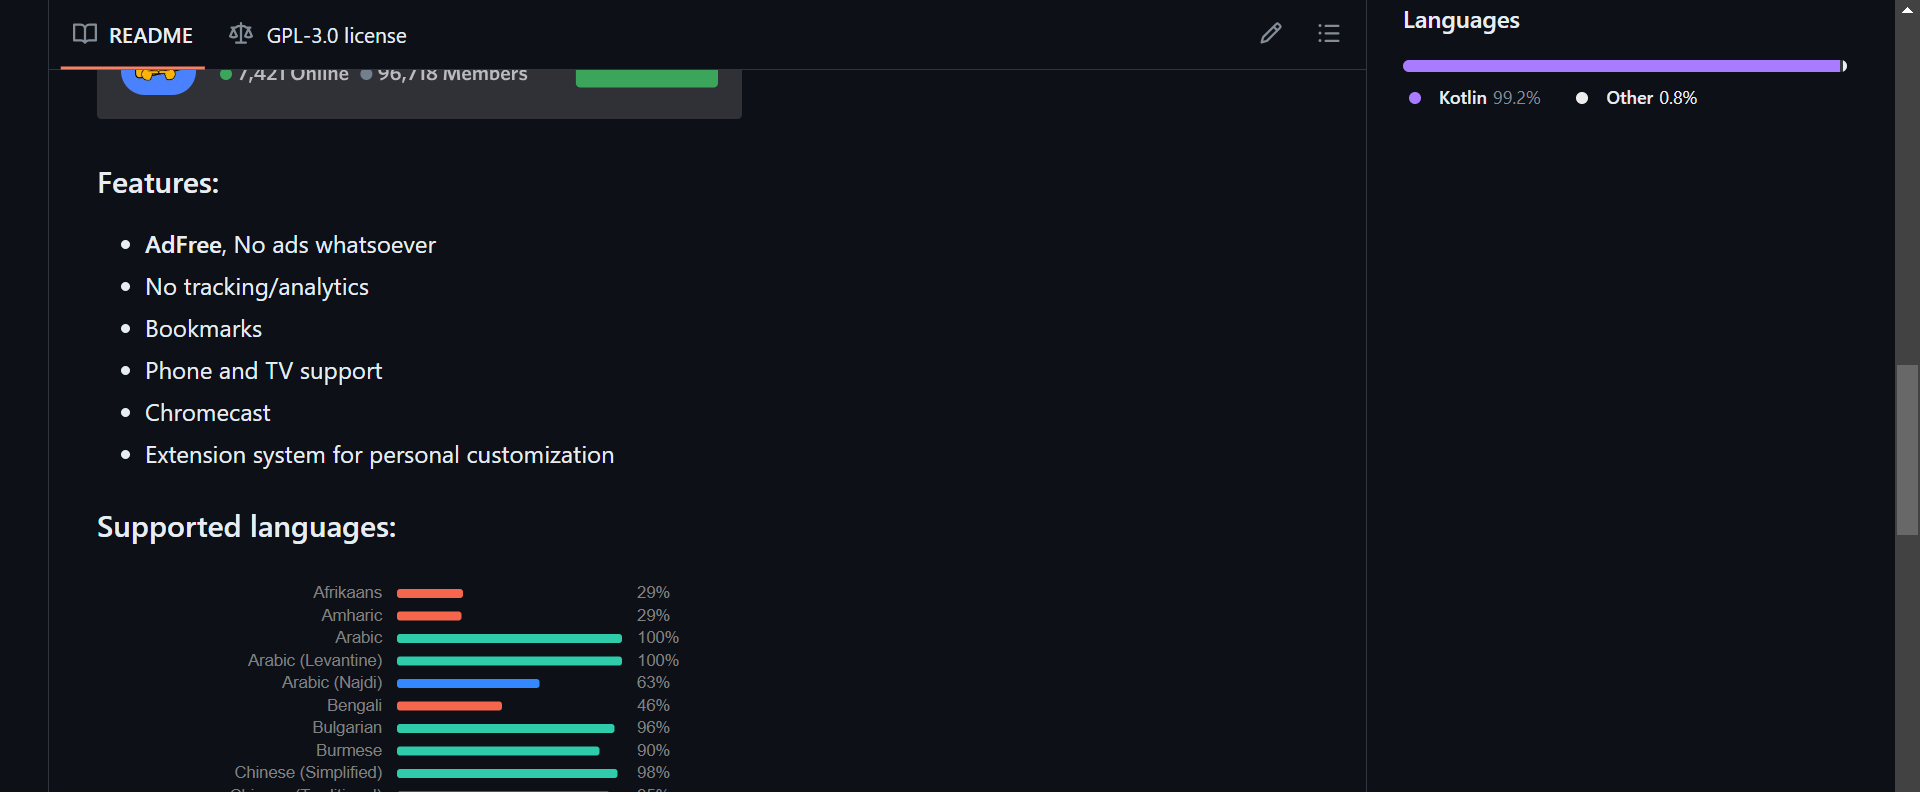 README
GPL-3.0 license
7,421 Online
96,718 Members
Features:
AdFree, No ads whatsoever
No tracking/analytics
Bookmarks
Phone and TV support
Chromecast
Extension system for personal customization
Supported languages:
Afrikaans 29%
Amharic 29%
Arabic 100%
Arabic (Levantine) 100%
Arabic (Najdi) 63%
Bengali 46%
Bulgarian 96%
Burmese 90%
Chinese (Simplified) 98%
Languages
Kotlin 99.2%
Other 0.8%